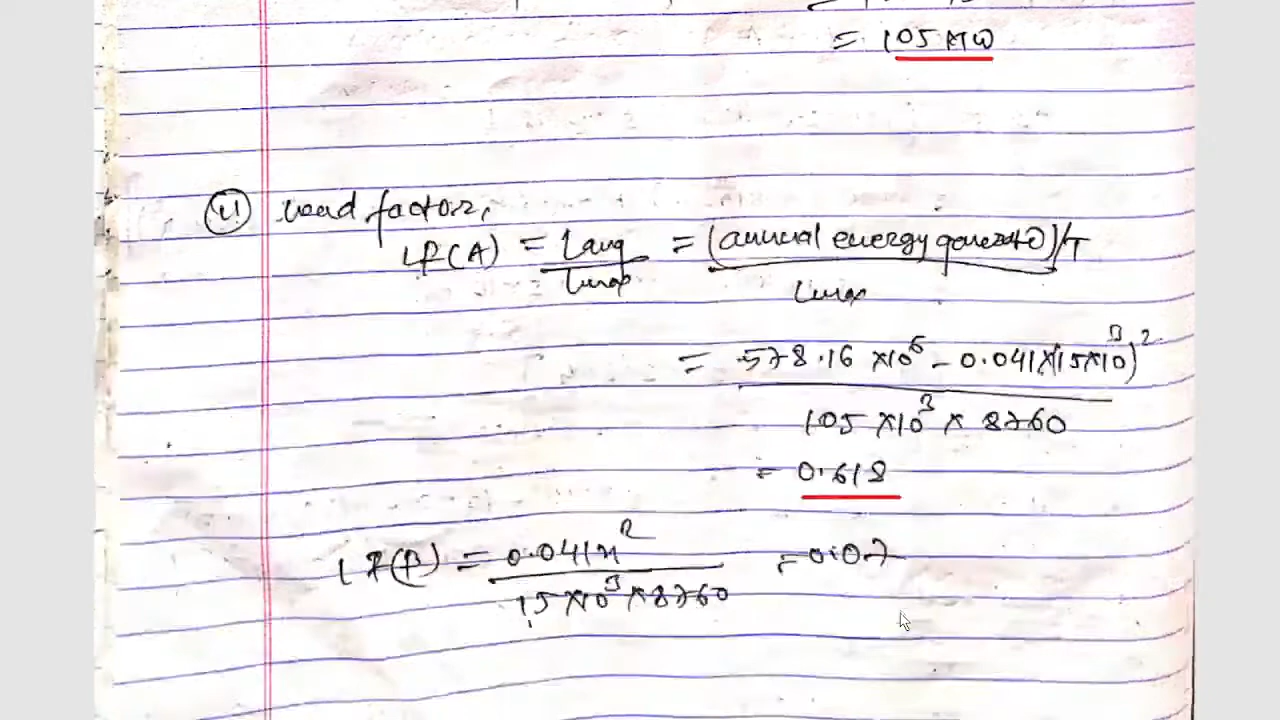 = 105 MW
ii) Load factor,
LF(A) = Lavg / Lmax = (annual energy generated)/T / Lmax
= 578.16 × 10⁶ - 0.041×(15×10³)² / 105 × 10³ × 8760
= 0.618
LF(B) = 0.041x² / 15×10³×8760 = 0.07